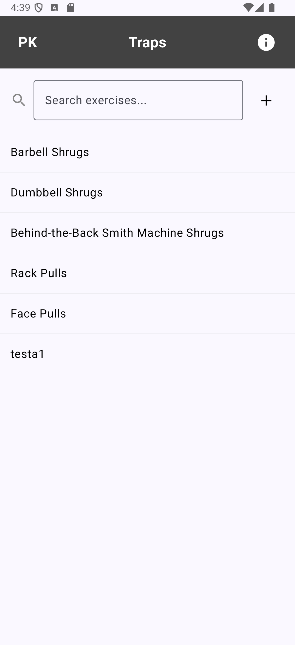 4:39
PK
Traps
Search exercises...
Barbell Shrugs
Dumbbell Shrugs
Behind-the-Back Smith Machine Shrugs
Rack Pulls
Face Pulls
testa1